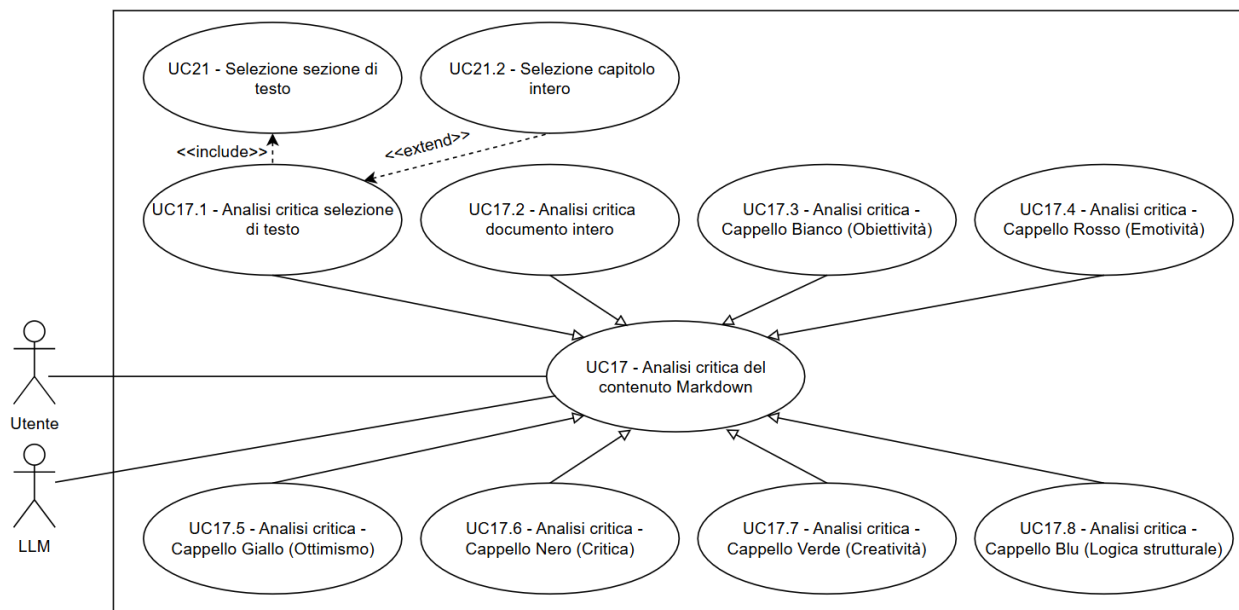 UC21 - Selezione sezione di
testo
UC21.2 - Selezione capitolo
intero
<<include>>
<<extend>>
UC17.1 - Analisi critica selezione
di testo
UC17.2 - Analisi critica
documento intero
UC17.3 - Analisi critica -
Cappello Bianco (Obiettività)
UC17.4 - Analisi critica -
Cappello Rosso (Emotività)
Utente
UC17 - Analisi critica del
contenuto Markdown
LLM
UC17.5 - Analisi critica -
Cappello Giallo (Ottimismo)
UC17.6 - Analisi critica -
Cappello Nero (Critica)
UC17.7 - Analisi critica -
Cappello Verde (Creatività)
UC17.8 - Analisi critica -
Cappello Blu (Logica strutturale)